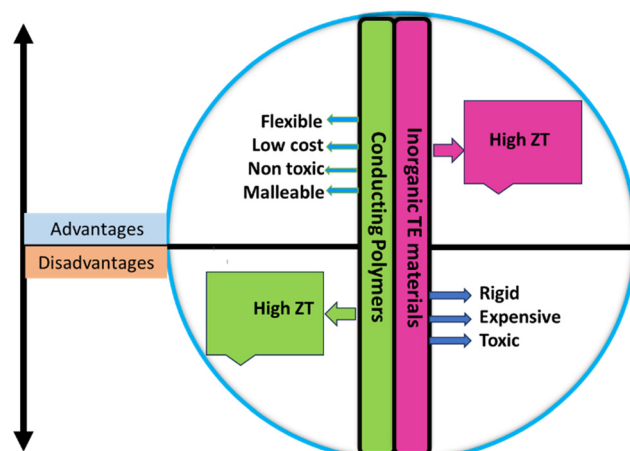 Flexible
Low cost
Non toxic
Malleable
Conducting Polymers
Inorganic TE materials
High ZT
Advantages
Disadvantages
High ZT
Rigid
Expensive
Toxic